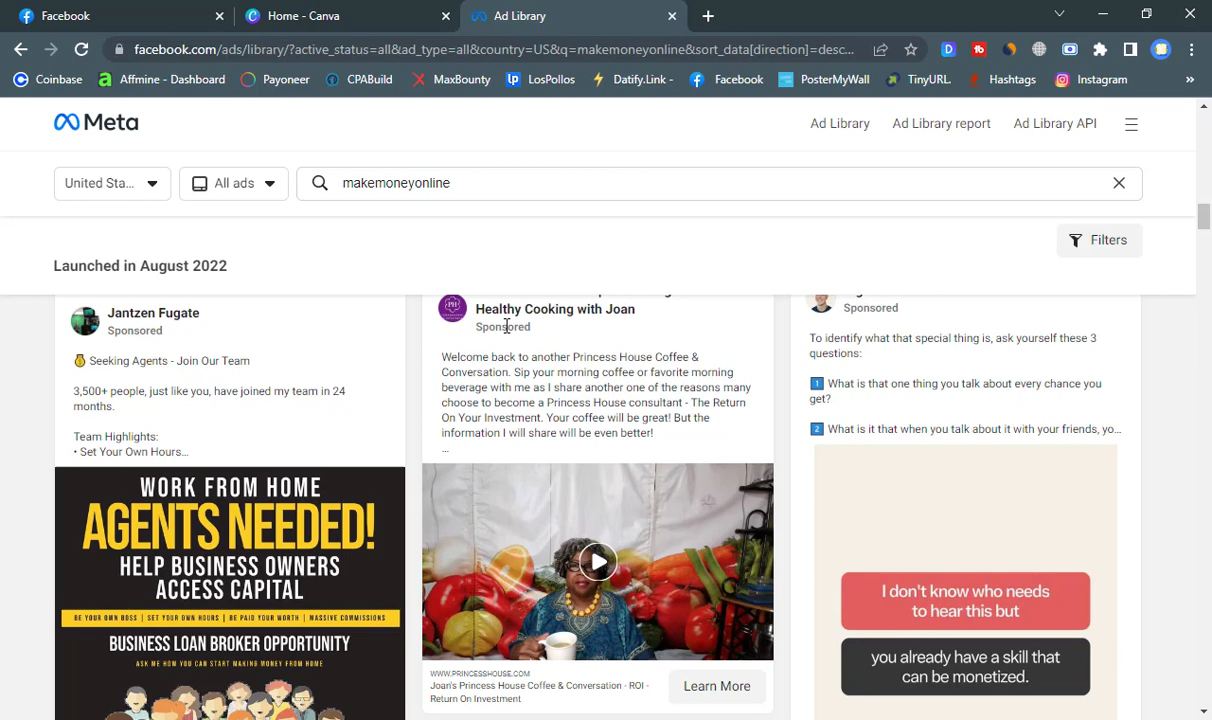 Facebook
Home - Canva
Ad Library
facebook.com/ads/library/?active_status=all&ad_type=all&country=US&q=makemoneyonline&sort_data[direction]=desc...
Coinbase
Affmine - Dashboard
Payoneer
CPABuild
MaxBounty
LosPollos
Datify.Link -
Facebook
PosterMyWall
TinyURL.
Hashtags
Instagram
»
Meta
Ad Library
Ad Library report
Ad Library API
United Sta...
All ads
makemoneyonline
Filters
Launched in August 2022
Jantzen Fugate
Sponsored
Seeking Agents - Join Our Team
3,500+ people, just like you, have joined my team in 24
months.
Team Highlights:
• Set Your Own Hours...
WORK FROM HOME
AGENTS NEEDED!
HELP BUSINESS OWNERS
ACCESS CAPITAL
BE YOUR OWN BOSS | SET YOUR OWN HOURS | BE PAID YOUR WORTH | MASSIVE COMMISSIONS
BUSINESS LOAN BROKER OPPORTUNITY
ASK ME HOW YOU CAN START MAKING MONEY FROM HOME
Healthy Cooking with Joan
Sponsored
Welcome back to another Princess House Coffee &
Conversation. Sip your morning coffee or favorite morning
beverage with me as I share another one of the reasons many
choose to become a Princess House consultant - The Return
On Your Investment. Your coffee will be great! But the
information I will share will be even better!
...
WWW.PRINCESSHOUSE.COM
Joan's Princess House Coffee & Conversation - ROI -
Return On Investment
Learn More
Sponsored
To identify what that special thing is, ask yourself these 3
questions:
1 What is that one thing you talk about every chance you
get?
2 What is it that when you talk about it with your friends, yo...
I don't know who needs
to hear this but
you already have a skill that
can be monetized.